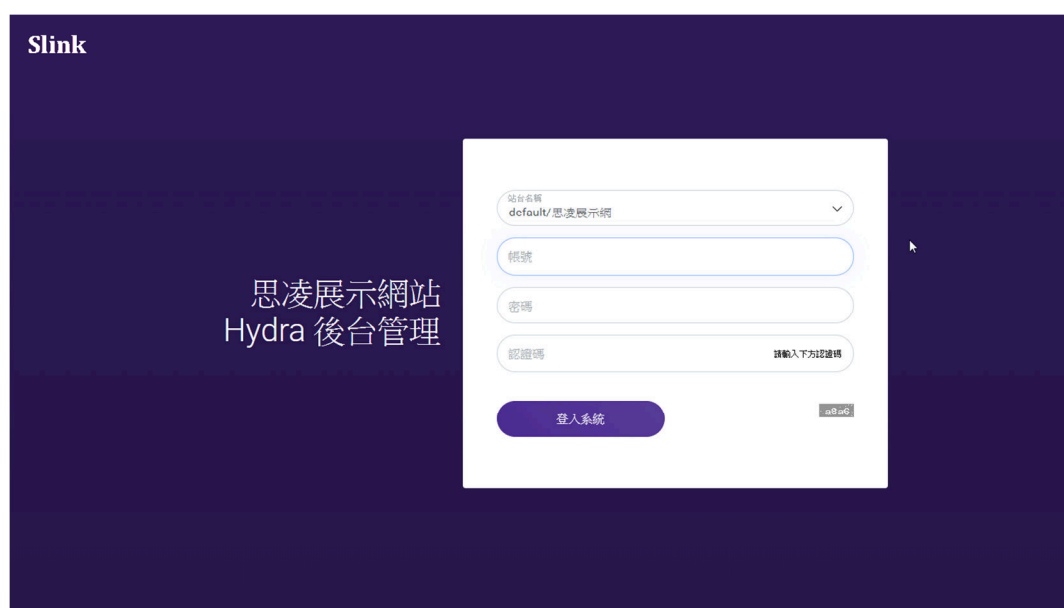 Slink
思凌展示網站
Hydra 後台管理
站台名稱
default/思凌展示網
帳號
密碼
認證碼
請輸入下方認證碼
登入系統
a8a6